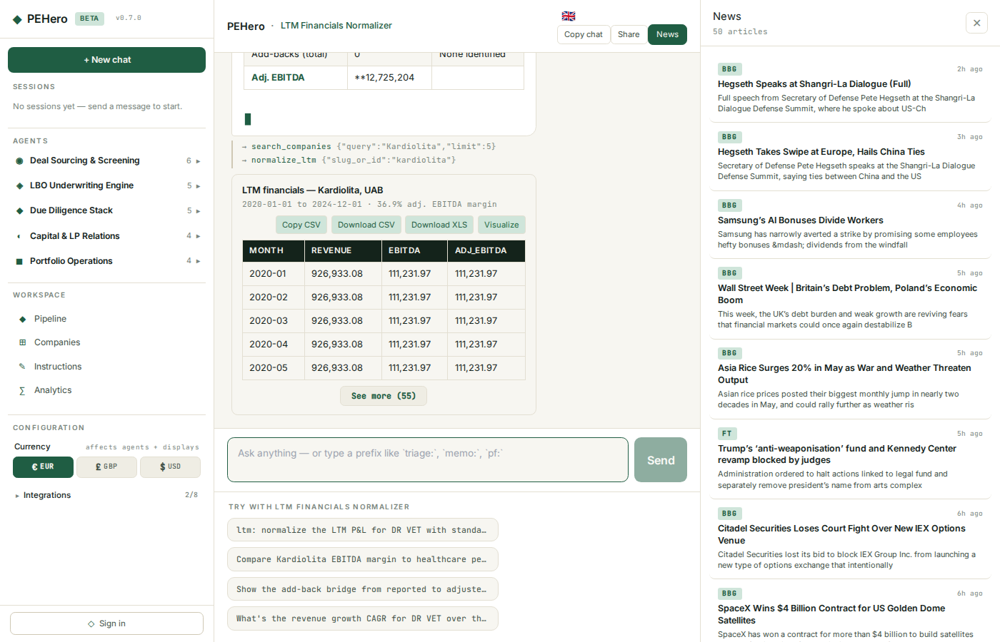 PEHero BETA v0.7.0
+ New chat
SESSIONS
No sessions yet — send a message to start.
AGENTS
Deal Sourcing & Screening 6
LBO Underwriting Engine 5
Due Diligence Stack 5
Capital & LP Relations 4
Portfolio Operations 4
WORKSPACE
Pipeline
Companies
Instructions
Analytics
CONFIGURATION
Currency affects agents + displays
€ EUR £ GBP $ USD
Integrations 2/8
Sign in
PEHero · LTM Financials Normalizer
Copy chat Share News
Add-backs (total) 0 None identified
Adj. EBITDA **12,725,204
→ search_companies {"query":"Kardiolita","limit":5}
→ normalize_ltm {"slug_or_id":"kardiolita"}
LTM financials — Kardiolita, UAB
2020-01-01 to 2024-12-01 · 36.9% adj. EBITDA margin
Copy CSV Download CSV Download XLS Visualize
MONTH REVENUE EBITDA ADJ_EBITDA
2020-01 926,933.08 111,231.97 111,231.97
2020-02 926,933.08 111,231.97 111,231.97
2020-03 926,933.08 111,231.97 111,231.97
2020-04 926,933.08 111,231.97 111,231.97
2020-05 926,933.08 111,231.97 111,231.97
See more (55)
Ask anything — or type a prefix like `triage:`, `memo:`, `pf:`
Send
TRY WITH LTM FINANCIALS NORMALIZER
ltm: normalize the LTM P&L for DR VET with standa…
Compare Kardiolita EBITDA margin to healthcare pe…
Show the add-back bridge from reported to adjuste…
What's the revenue growth CAGR for DR VET over th…
News
50 articles
BBG 2h ago
Hegseth Speaks at Shangri-La Dialogue (Full)
Full speech from Secretary of Defense Pete Hegseth at the Shangri-La
Dialogue Defense Summit, where he spoke about US-Ch
BBG 3h ago
Hegseth Takes Swipe at Europe, Hails China Ties
Secretary of Defense Pete Hegseth speaks at the Shangri-La Dialogue
Defense Summit, saying ties between China and the US
BBG 4h ago
Samsung’s AI Bonuses Divide Workers
Samsung has narrowly averted a strike by promising some employees
hefty bonuses &mdash; dividends from the windfall
BBG 5h ago
Wall Street Week | Britain’s Debt Problem, Poland’s Economic
Boom
This week, the UK’s debt burden and weak growth are reviving fears
that financial markets could once again destabilize B
BBG 5h ago
Asia Rice Surges 20% in May as War and Weather Threaten
Output
Asian rice prices posted their biggest monthly jump in nearly two
decades in May, and could rally further as weather ris
FT 5h ago
Trump’s ‘anti-weaponisation’ fund and Kennedy Center
revamp blocked by judges
Administration ordered to halt actions linked to legal fund and
separately remove president’s name from arts complex
BBG 6h ago
Citadel Securities Loses Court Fight Over New IEX Options
Venue
Citadel Securities lost its bid to block IEX Group Inc. from launching a
new type of options exchange that intentionally
BBG 6h ago
SpaceX Wins $4 Billion Contract for US Golden Dome
Satellites
SpaceX has won a contract for more than $4 billion to build satellites